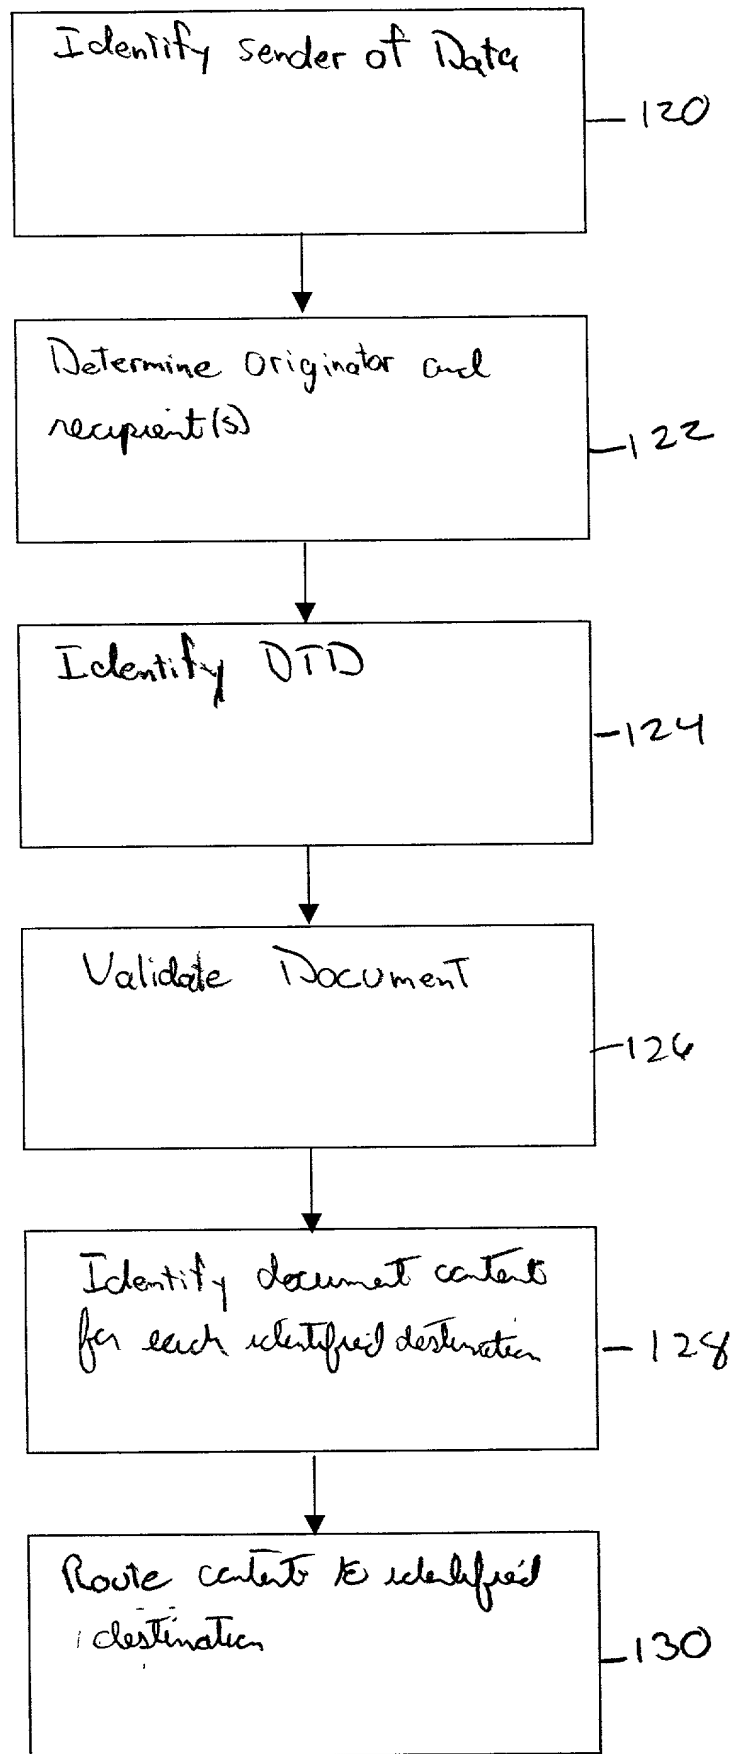 Identify sender of Data
120
Determine originator and
recipient(s)
122
Identify DTD
124
Validate Document
126
Identify document contents
for each identified destination
128
Route contents to identified
destination
130